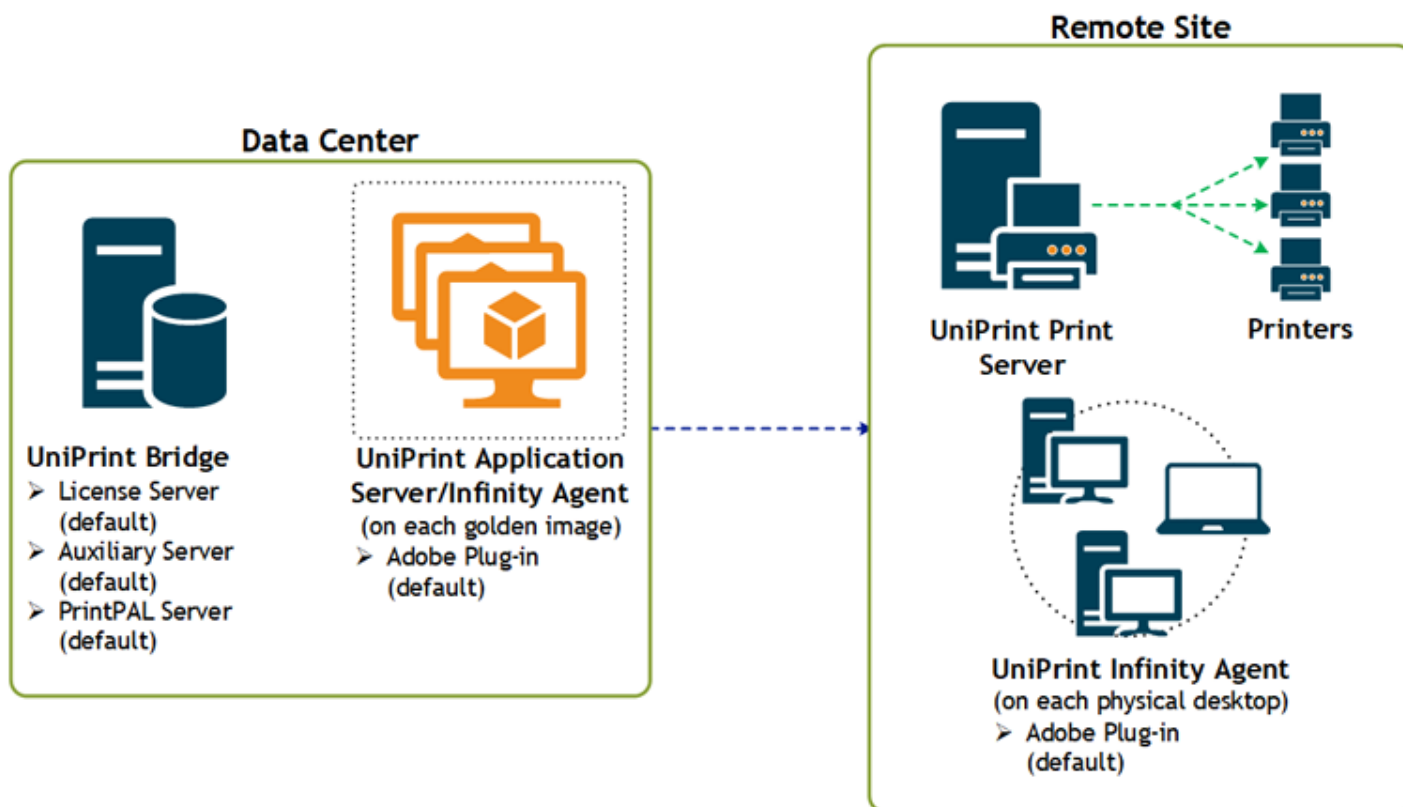 Remote Site
Data Center
UniPrint Bridge
➢ License Server
(default)
➢ Auxiliary Server
(default)
➢ PrintPAL Server
(default)
UniPrint Application
Server/Infinity Agent
(on each golden image)
➢ Adobe Plug-in
(default)
UniPrint Print
Server
Printers
UniPrint Infinity Agent
(on each physical desktop)
➢ Adobe Plug-in
(default)